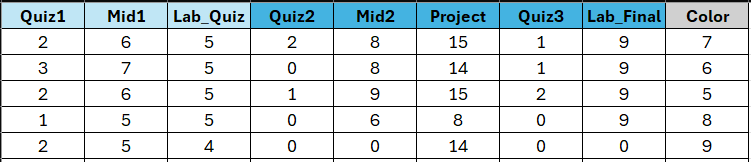 Quiz1 Mid1 Lab_Quiz Quiz2 Mid2 Project Quiz3 Lab_Final Color
2 6 5 2 8 15 1 9 7
3 7 5 0 8 14 1 9 6
2 6 5 1 9 15 2 9 5
1 5 5 0 6 8 0 9 8
2 5 4 0 0 14 0 0 9